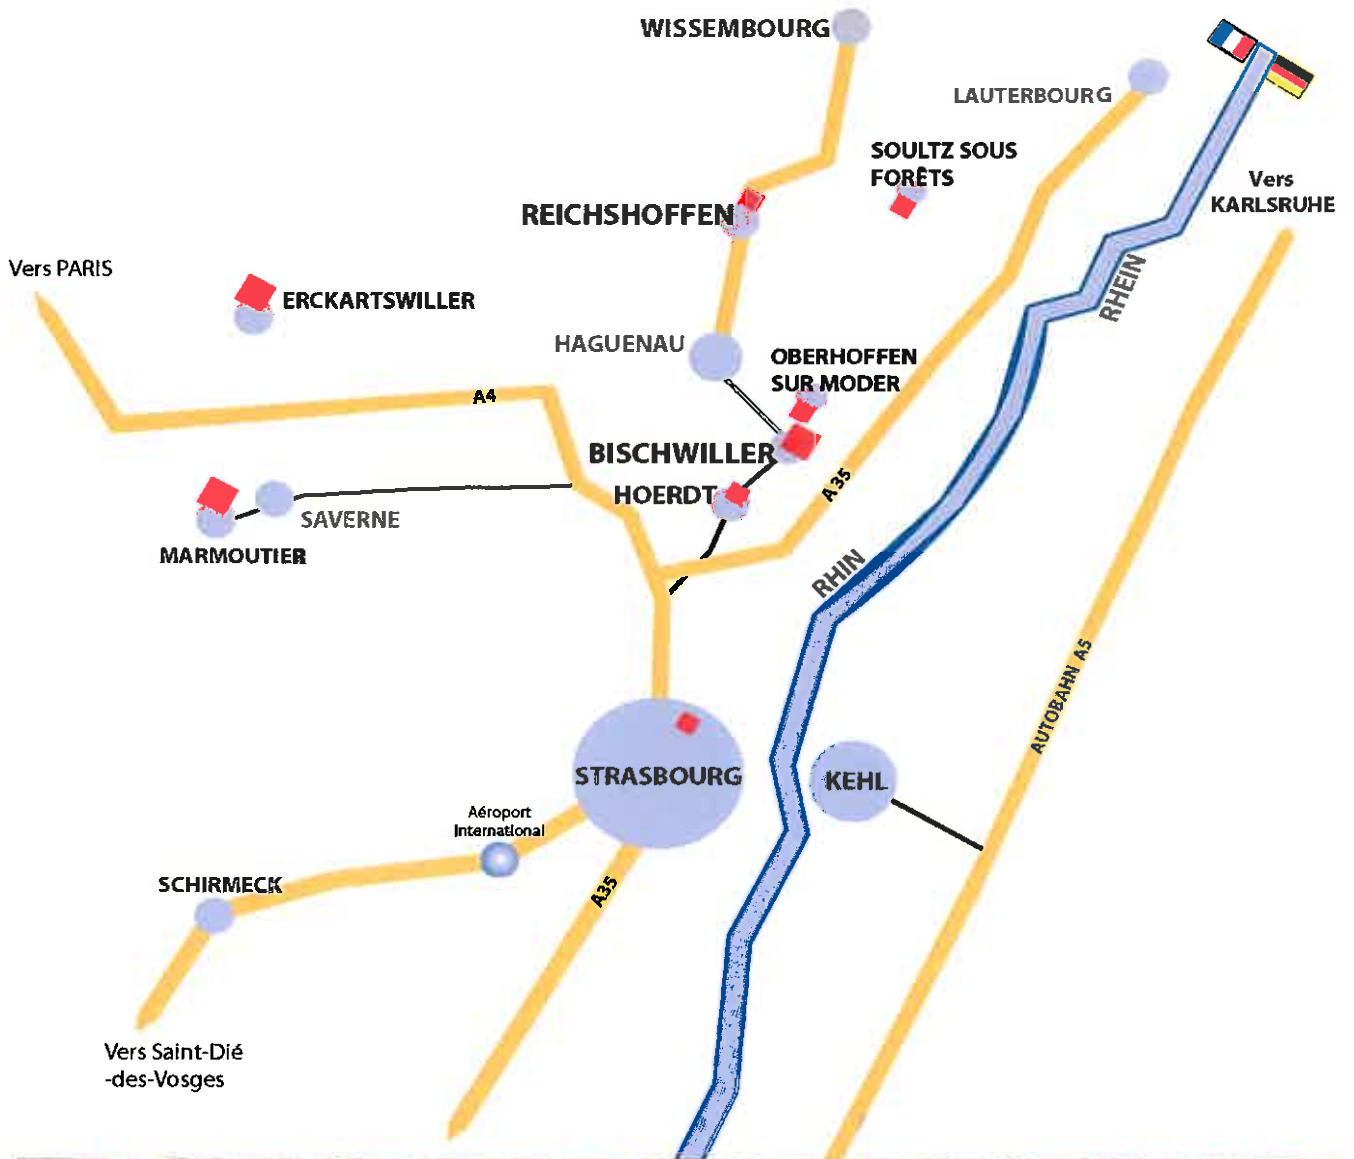 WISSEMBOURG
LAUTERBOURG
SOULTZ SOUS
FORÊTS
Vers
KARLSRUHE
REICHSHOFFEN
Vers PARIS
ERCKARTSWILLER
RHEIN
HAGUENAU
OBERHOFFEN
SUR MODER
A4
BISCHWILLER
A 35
HOERDT
SAVERNE
MARMOUTIER
RHIN
AUTOBAHN A5
STRASBOURG
KEHL
Aéroport
International
SCHIRMECK
A35
Vers Saint-Dié
-des-Vosges